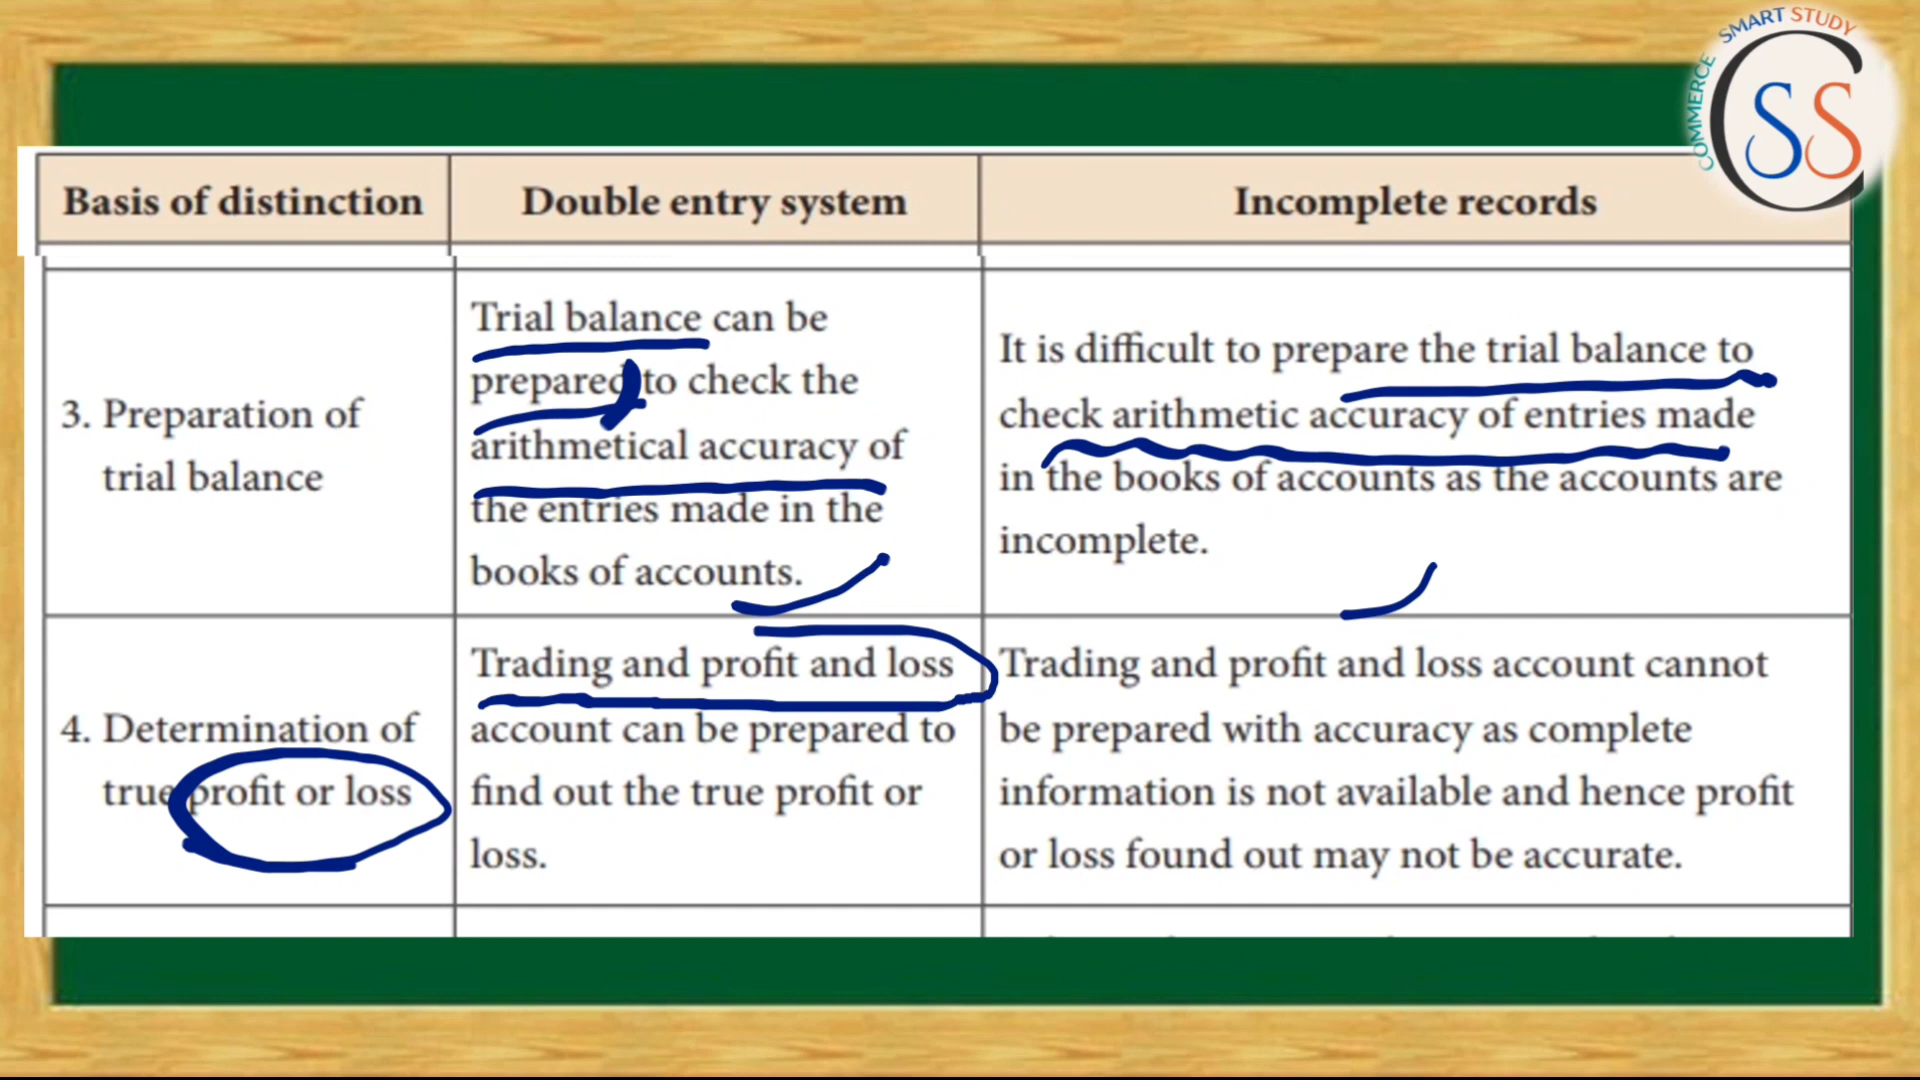 COMMERCE SMART STUDY
CSS
Basis of distinction
Double entry system
Incomplete records
3. Preparation of
trial balance
Trial balance can be
prepared to check the
arithmetical accuracy of
the entries made in the
books of accounts.
It is difficult to prepare the trial balance to
check arithmetic accuracy of entries made
in the books of accounts as the accounts are
incomplete.
4. Determination of
true profit or loss
Trading and profit and loss
account can be prepared to
find out the true profit or
loss.
Trading and profit and loss account cannot
be prepared with accuracy as complete
information is not available and hence profit
or loss found out may not be accurate.